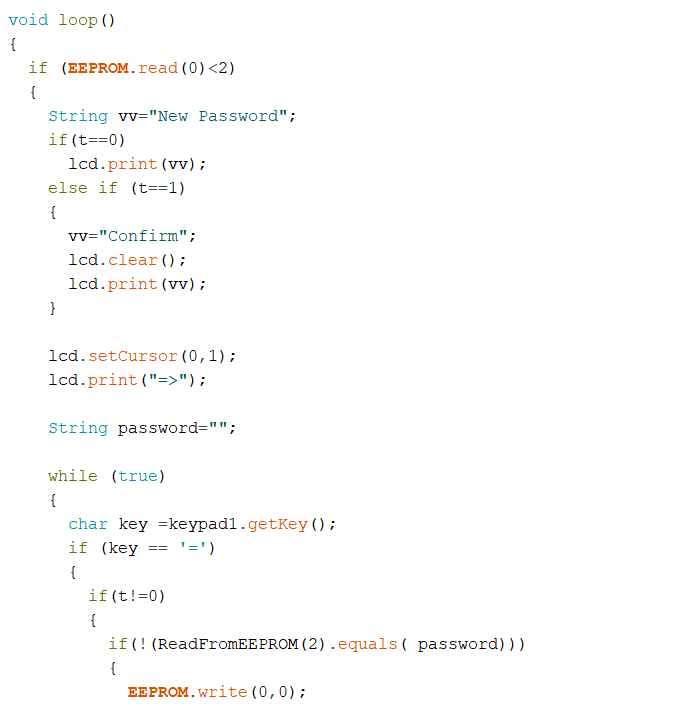 void loop()
{
  if (EEPROM.read(0)<2)
  {
    String vv="New Password";
    if(t==0)
      lcd.print(vv);
    else if (t==1)
    {
      vv="Confirm";
      lcd.clear();
      lcd.print(vv);
    }

    lcd.setCursor(0,1);
    lcd.print("=>");

    String password="";

    while (true)
    {
      char key =keypad1.getKey();
      if (key == '=')
      {
        if(t!=0)
        {
          if(!(ReadFromEEPROM(2).equals( password)))
          {
            EEPROM.write(0,0);